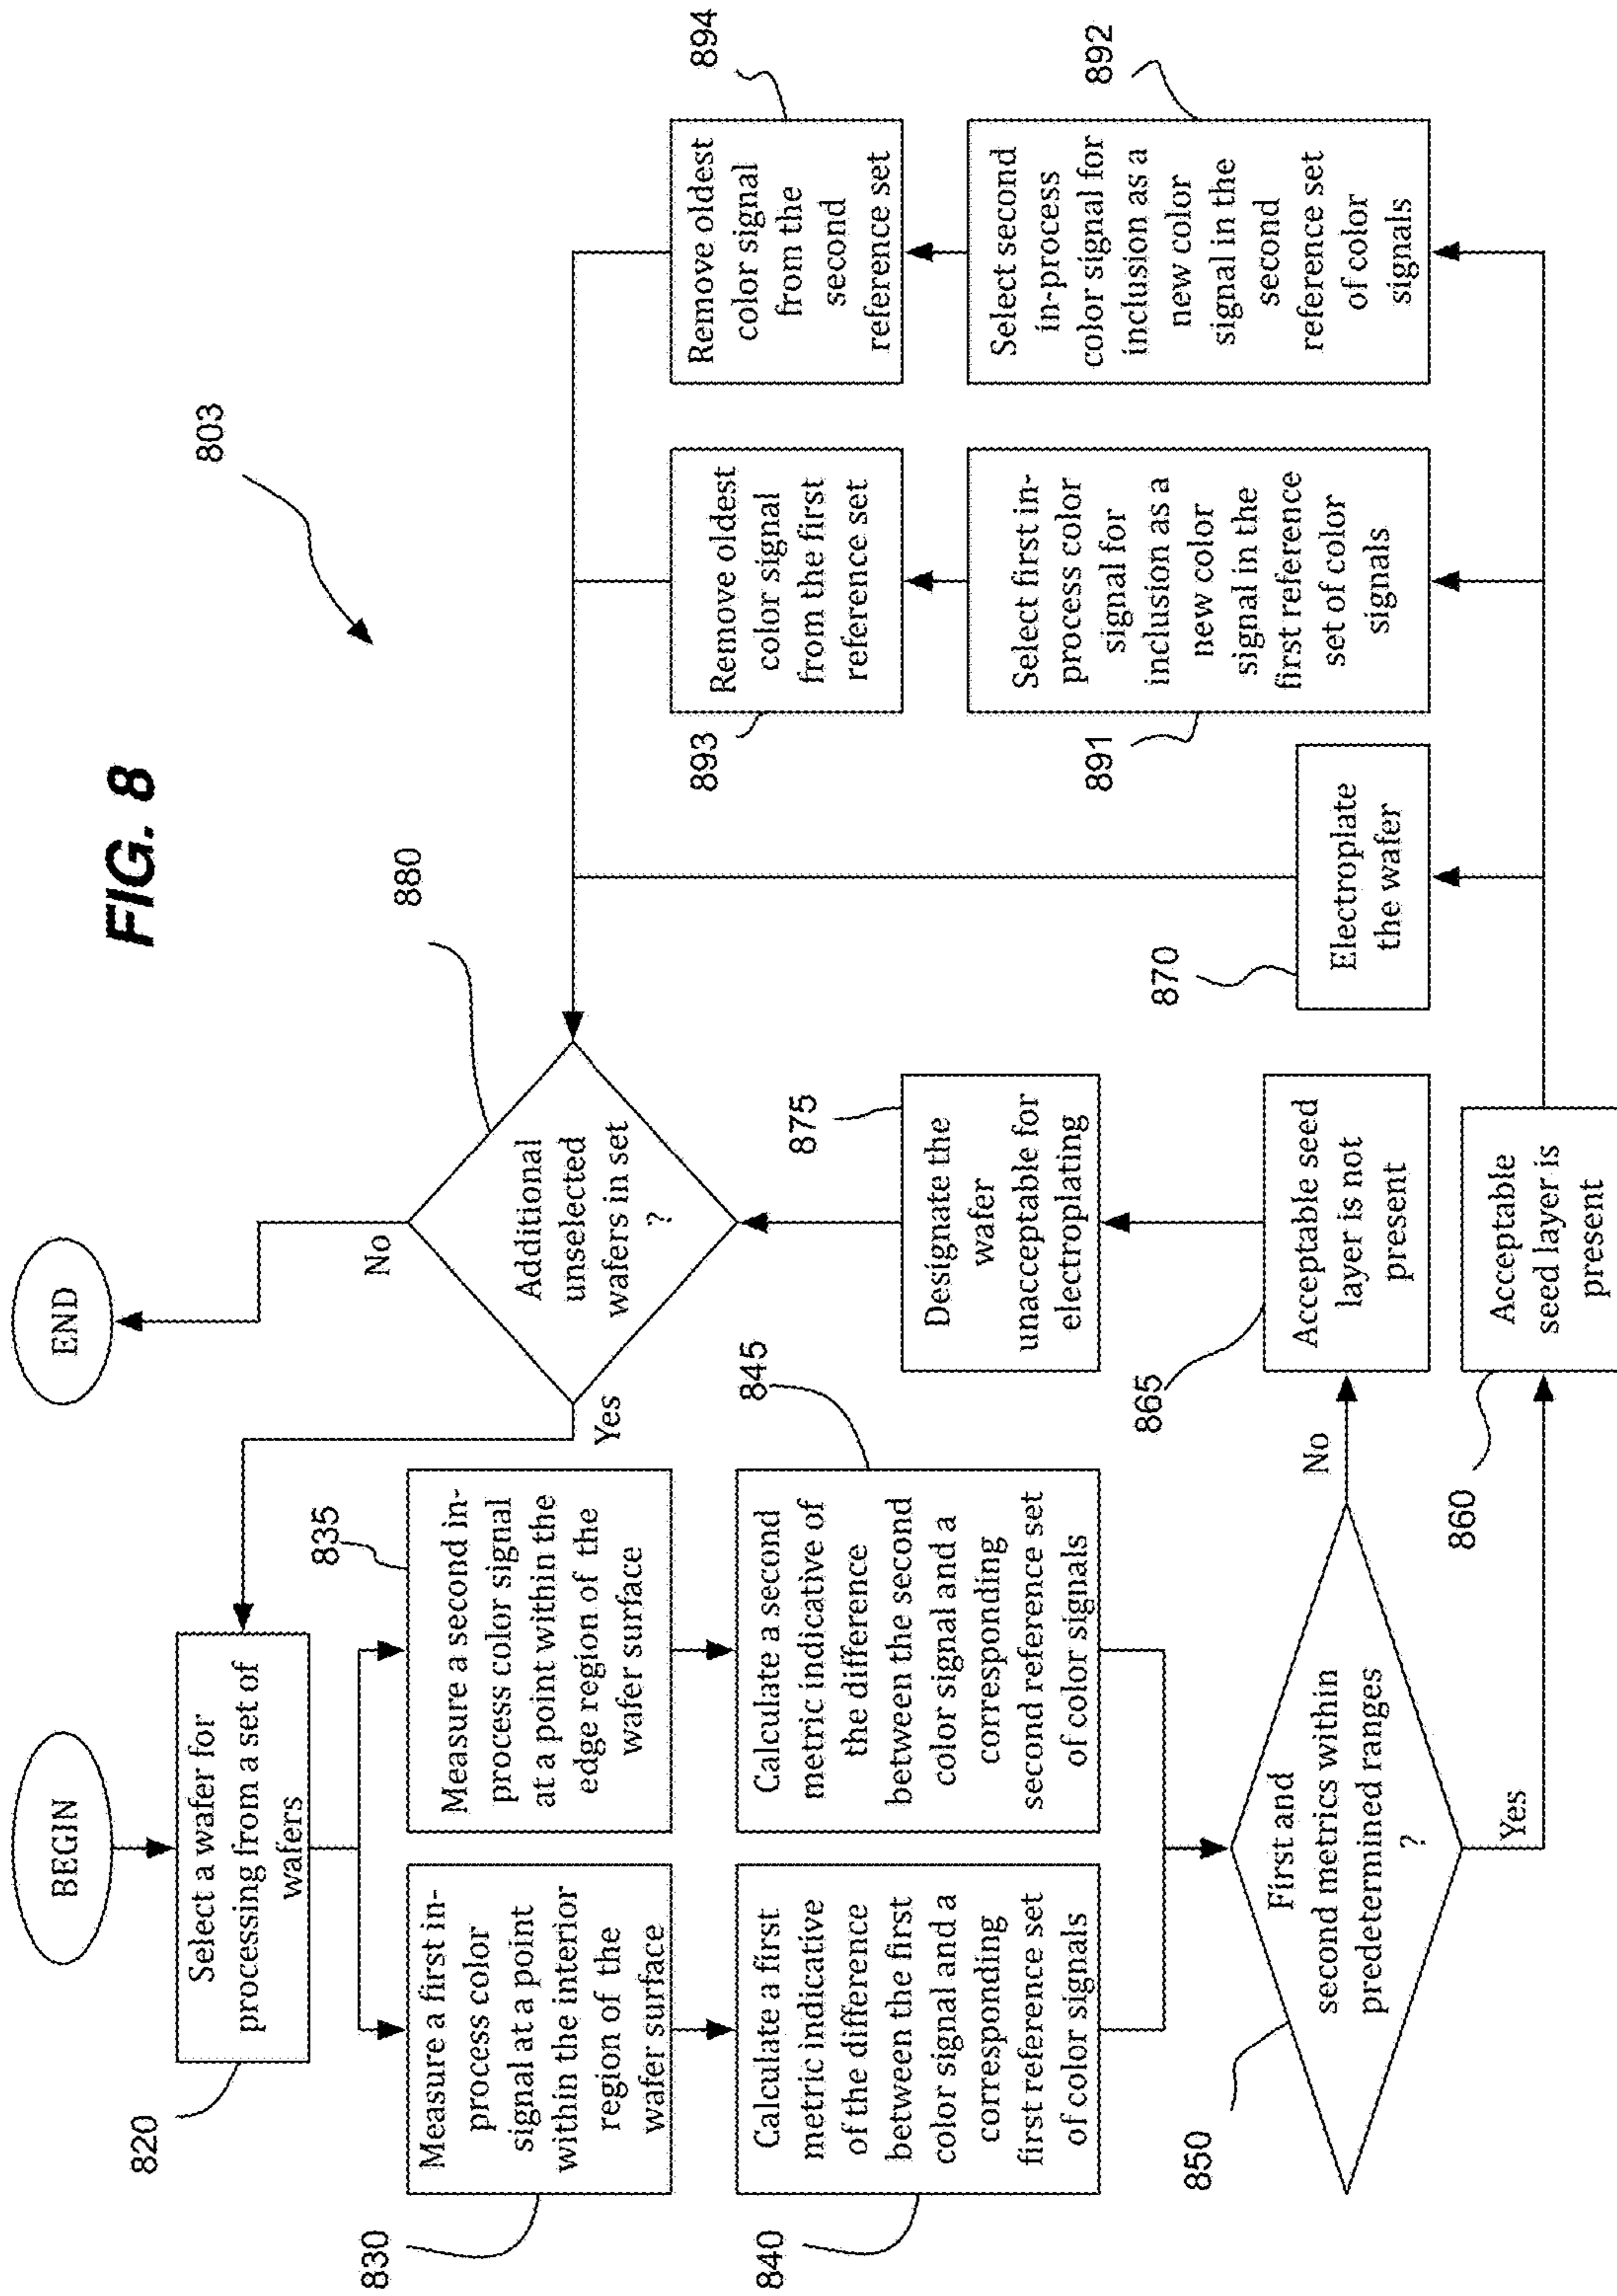 FIG. 8
803
BEGIN
820
Select a wafer for
processing from a set of
wafers
830
Measure a first in-
process color
signal at a point
within the interior
region of the
wafer surface
835
Measure a second in-
process color signal
at a point within the
edge region of the
wafer surface
840
Calculate a first
metric indicative
of the difference
between the first
color signal and a
corresponding
first reference set
of color signals
845
Calculate a second
metric indicative of
the difference
between the second
color signal and a
corresponding
second reference set
of color signals
850
First and
second metrics within
predetermined ranges
?
No
Yes
860
Acceptable
seed layer is
present
865
Acceptable seed
layer is not
present
875
Designate the
wafer
unacceptable for
electroplating
880
Additional
unselected
wafers in set
?
No
Yes
END
870
Electroplate
the wafer
891
Select first in-
process color
signal for
inclusion as a
new color
signal in the
first reference
set of color
signals
893
Remove oldest
color signal
from the first
reference set
892
Select second
in-process
color signal for
inclusion as a
new color
signal in the
second
reference set
of color
signals
894
Remove oldest
color signal
from the
second
reference set